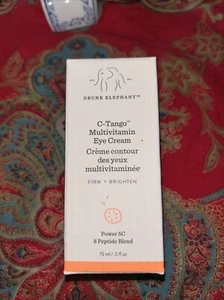 DRUNK ELEPHANT™
C-Tango™
Multivitamin
Eye Cream
Crème contour
des yeux
multivitaminée
FIRM + BRIGHTEN
Power 5C
8 Peptide Blend
15 ml / .5 fl oz